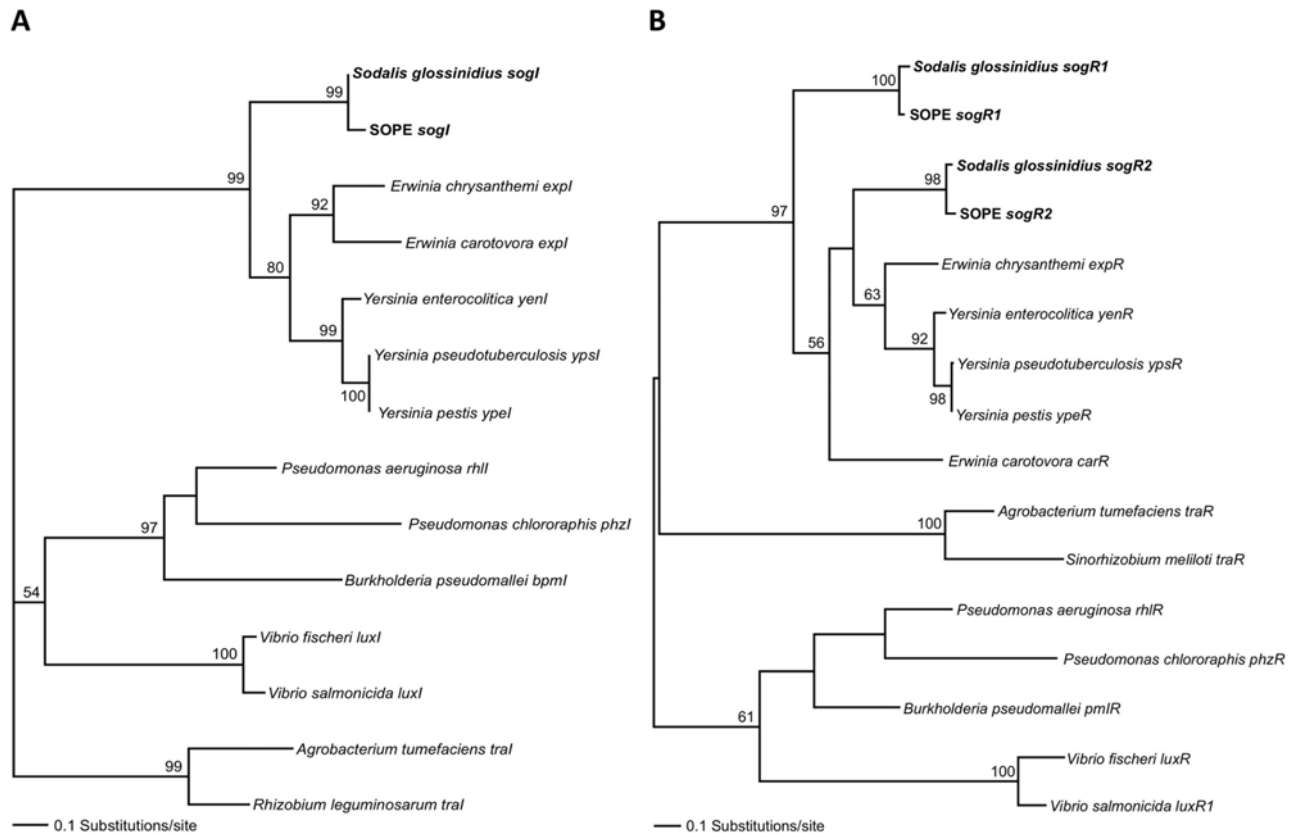 A
Sodalis glossinidius sogI
99
SOPE sogI
99
Erwinia chrysanthemi expI
92
Erwinia carotovora expI
80
Yersinia enterocolitica yenI
99
Yersinia pseudotuberculosis ypsI
100
Yersinia pestis ypeI
Pseudomonas aeruginosa rhlI
97
Pseudomonas chlororaphis phzI
Burkholderia pseudomallei bpmI
54
Vibrio fischeri luxI
100
Vibrio salmonicida luxI
Agrobacterium tumefaciens traI
99
Rhizobium leguminosarum traI
0.1 Substitutions/site
B
Sodalis glossinidius sogR1
100
SOPE sogR1
Sodalis glossinidius sogR2
98
SOPE sogR2
97
Erwinia chrysanthemi expR
63
Yersinia enterocolitica yenR
92
56
Yersinia pseudotuberculosis ypsR
98
Yersinia pestis ypeR
Erwinia carotovora carR
Agrobacterium tumefaciens traR
100
Sinorhizobium meliloti traR
Pseudomonas aeruginosa rhlR
Pseudomonas chlororaphis phzR
Burkholderia pseudomallei pmlR
61
Vibrio fischeri luxR
100
Vibrio salmonicida luxR1
0.1 Substitutions/site